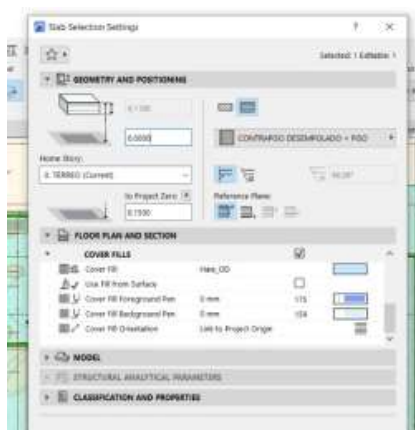 Slab Selection Settings
? ×
Selected: 1 Editable: 1
GEOMETRY AND POSITIONING
0.0000
CONTRAPISO DESEMPOLADO + PISO
Home Story:
0. TERREO (Current)
to Project Zero
0.1500
Reference Plane:
FLOOR PLAN AND SECTION
COVER FILLS
Cover Fill
Use Fill from Surface
Cover Fill Foreground Pen 0 mm 175
Cover Fill Background Pen 0 mm
Cover Fill Orientation Link to Project Origin
MODEL
STRUCTURAL ANALYTICAL PARAMETERS
CLASSIFICATION AND PROPERTIES